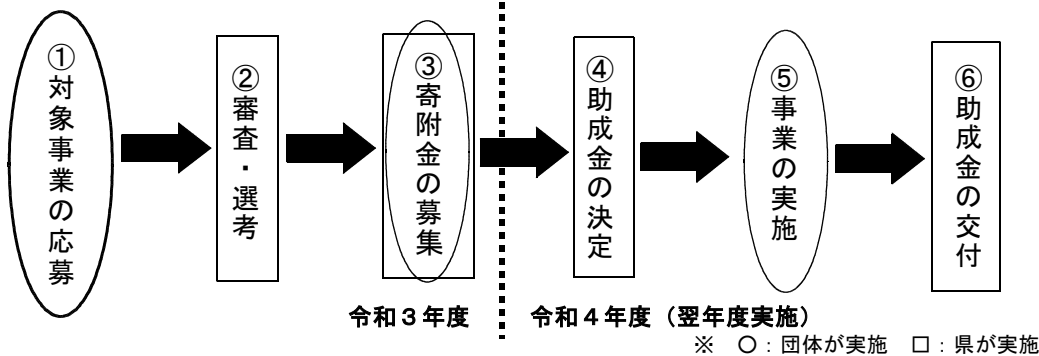 ①対象事業の応募
②審査・選考
③寄附金の募集
④助成金の決定
⑤事業の実施
⑥助成金の交付
令和３年度
令和４年度（翌年度実施）
※　○：団体が実施　□：県が実施